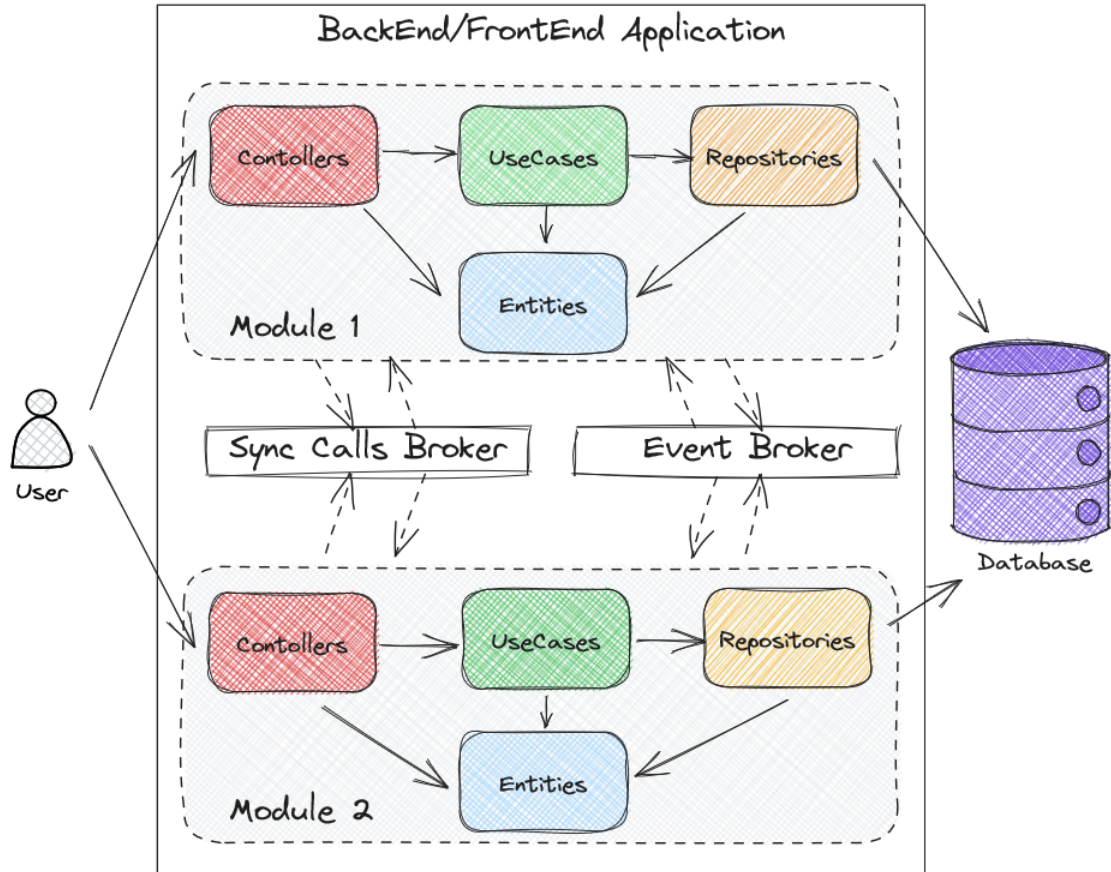 BackEnd/FrontEnd Application
Contollers
UseCases
Repositories
Entities
Module 1
Sync Calls Broker
Event Broker
User
Database
Contollers
UseCases
Repositories
Entities
Module 2